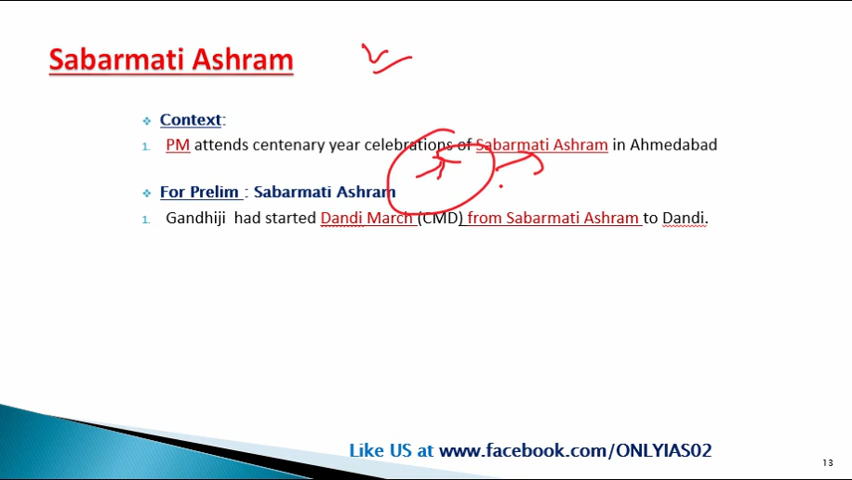 Sabarmati Ashram
❖ Context:
1. PM attends centenary year celebrations of Sabarmati Ashram in Ahmedabad
❖ For Prelim : Sabarmati Ashram
1. Gandhiji had started Dandi March (CMD) from Sabarmati Ashram to Dandi.
Like US at www.facebook.com/ONLYIAS02
13